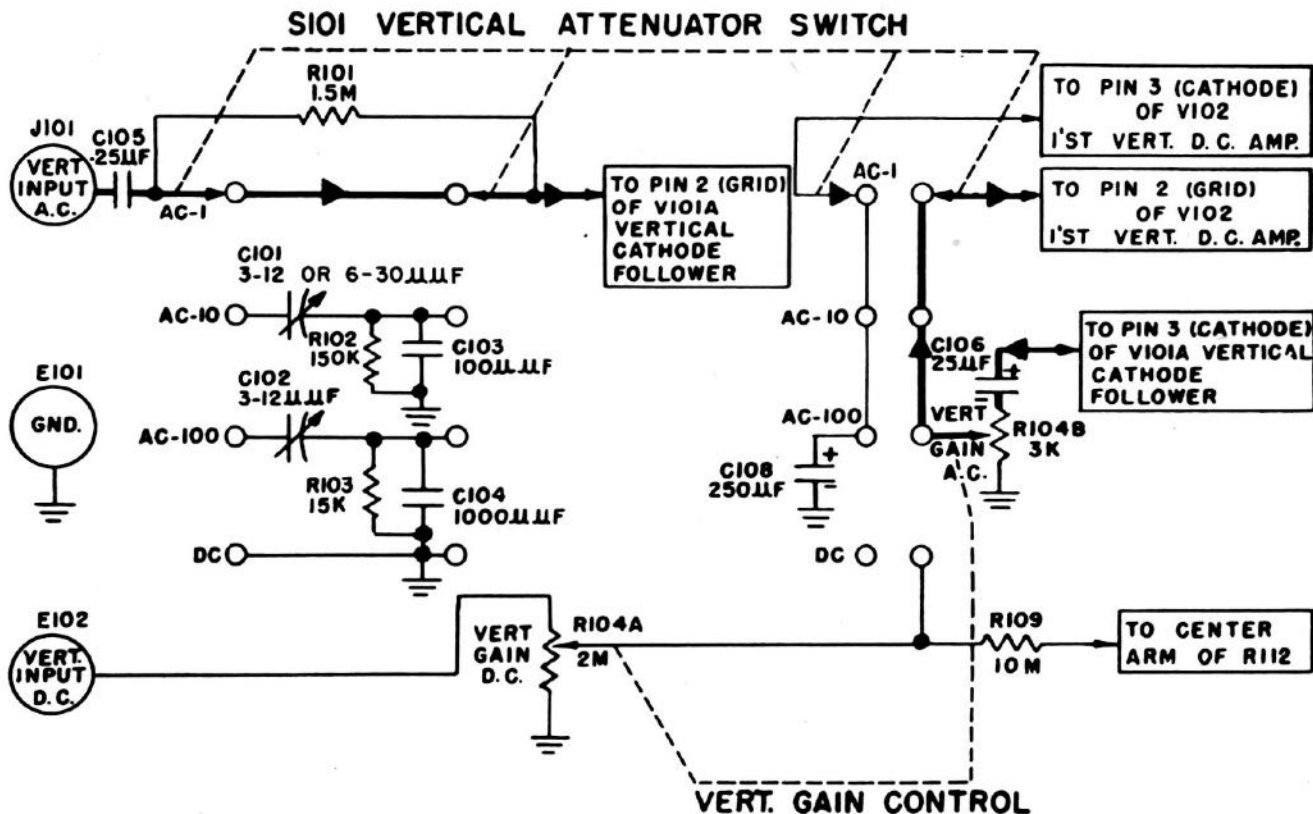 S101 VERTICAL ATTENUATOR SWITCH
R101
1.5M
J101
VERT
INPUT
A.C.
C105
.25µF
AC-1
TO PIN 2 (GRID)
OF V101A
VERTICAL
CATHODE
FOLLOWER
AC-1
TO PIN 3 (CATHODE)
OF V102
1'ST VERT. D.C. AMP.
TO PIN 2 (GRID)
OF V102
1'ST VERT. D.C. AMP.
C101
3-12 OR 6-30µµF
AC-10
R102
150K
C103
100µµF
AC-10
C106
25µF
+
-
TO PIN 3 (CATHODE)
OF V101A VERTICAL
CATHODE
FOLLOWER
E101
GND.
C102
3-12µµF
AC-100
R103
15K
C104
1000µµF
AC-100
C108
250µF
+
-
VERT
GAIN
A.C.
R104B
3K
DC
DC
E102
VERT.
INPUT
D.C.
VERT
GAIN
D.C.
R104A
2M
R109
10M
TO CENTER
ARM OF R112
VERT. GAIN CONTROL